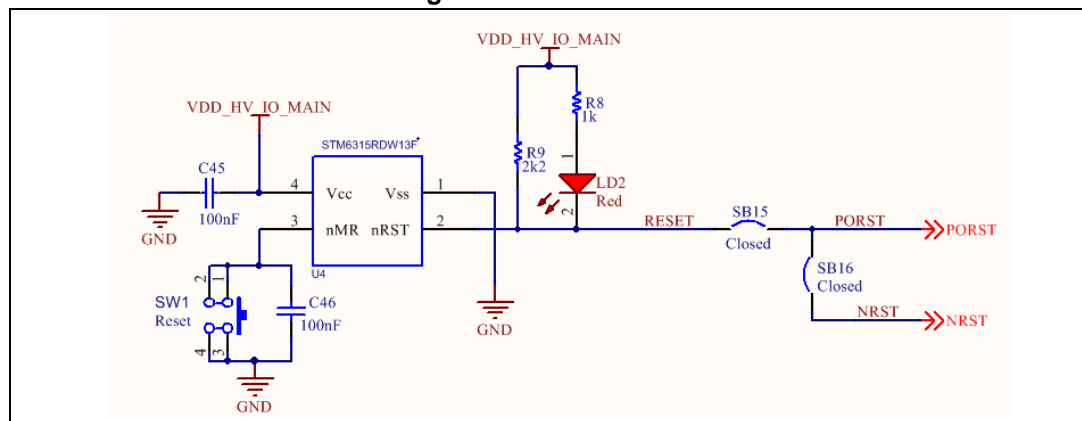 g
VDD_HV_IO_MAIN
VDD_HV_IO_MAIN
R8
1k
STM6315RDW13F
C45
100nF
GND
4
Vcc
Vss
1
R9
2k2
1
LD2
Red
2
3
nMR
nRST
2
RESET
SB15
Closed
PORST
PORST
U4
SB16
Closed
2
1
SW1
Reset
C46
100nF
GND
NRST
NRST
4
3
GND